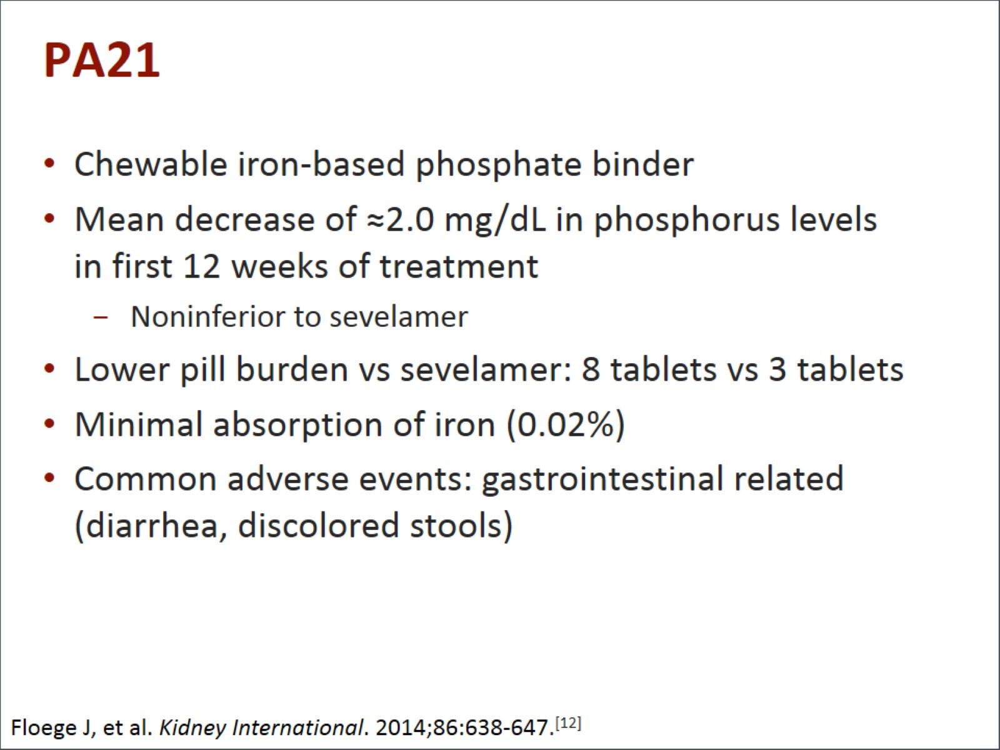 PA21
• Chewable iron-based phosphate binder
• Mean decrease of ≈2.0 mg/dL in phosphorus levels
in first 12 weeks of treatment
– Noninferior to sevelamer
• Lower pill burden vs sevelamer: 8 tablets vs 3 tablets
• Minimal absorption of iron (0.02%)
• Common adverse events: gastrointestinal related
(diarrhea, discolored stools)
Floege J, et al. Kidney International. 2014;86:638-647.[12]